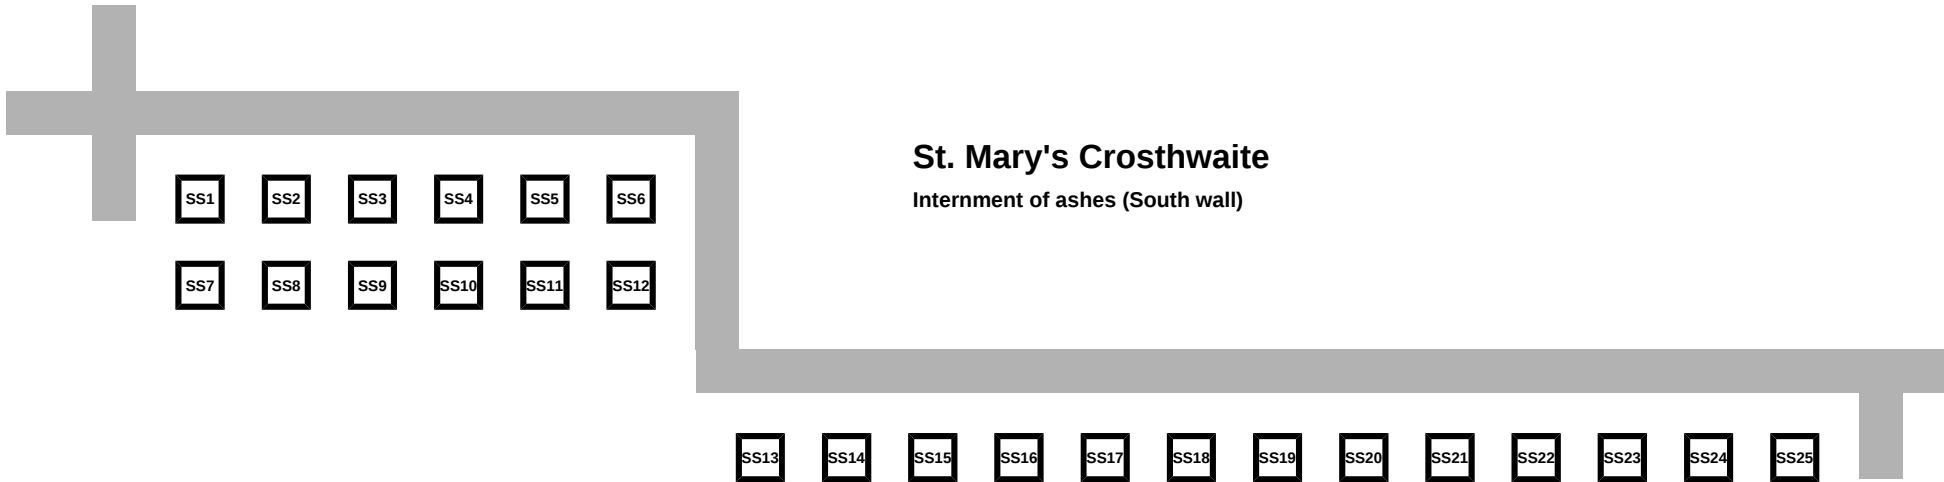 St. Mary's Crosthwaite
Internment of ashes (South wall)
SS1 SS2 SS3 SS4 SS5 SS6
SS7 SS8 SS9 SS10 SS11 SS12
SS13 SS14 SS15 SS16 SS17 SS18 SS19 SS20 SS21 SS22 SS23 SS24 SS25